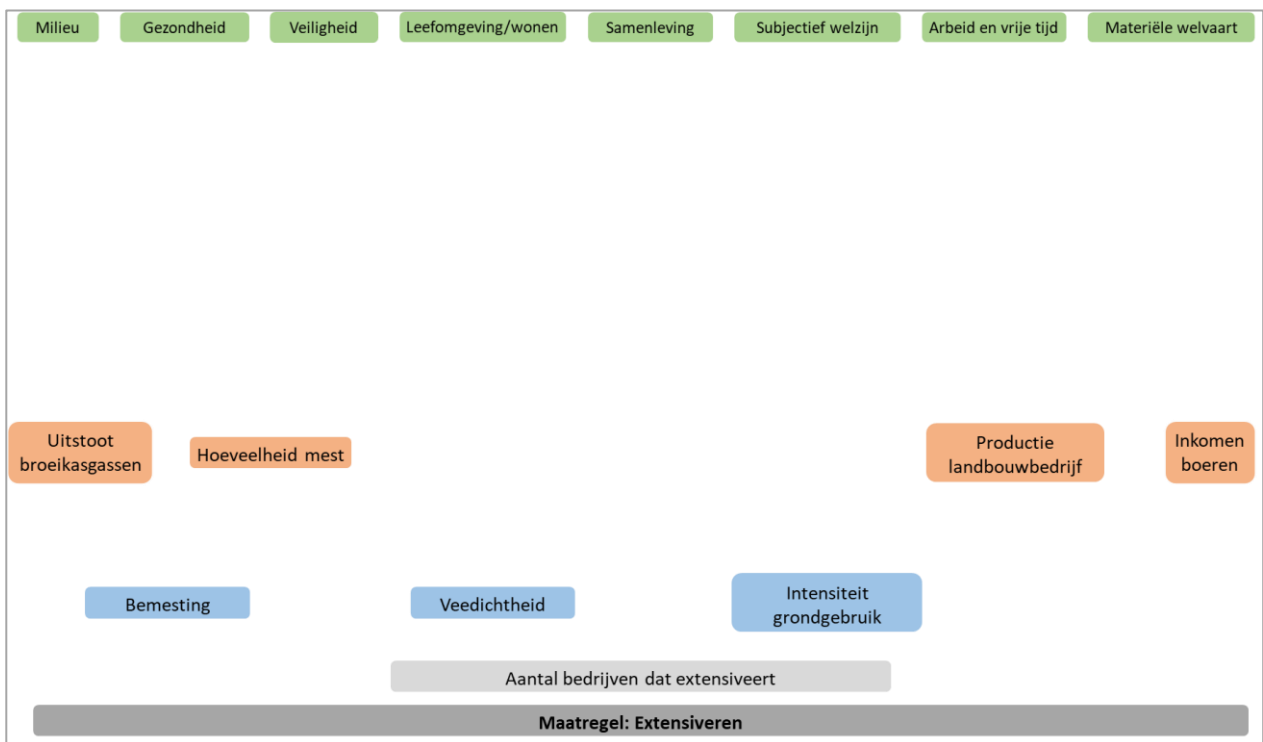 Milieu
Gezondheid
Veiligheid
Leefomgeving/wonen
Samenleving
Subjectief welzijn
Arbeid en vrije tijd
Materiële welvaart
Uitstoot
broeikasgassen
Hoeveelheid mest
Productie
landbouwbedrijf
Inkomen
boeren
Bemesting
Veedichtheid
Intensiteit
grondgebruik
Aantal bedrijven dat extensiveert
Maatregel: Extensiveren